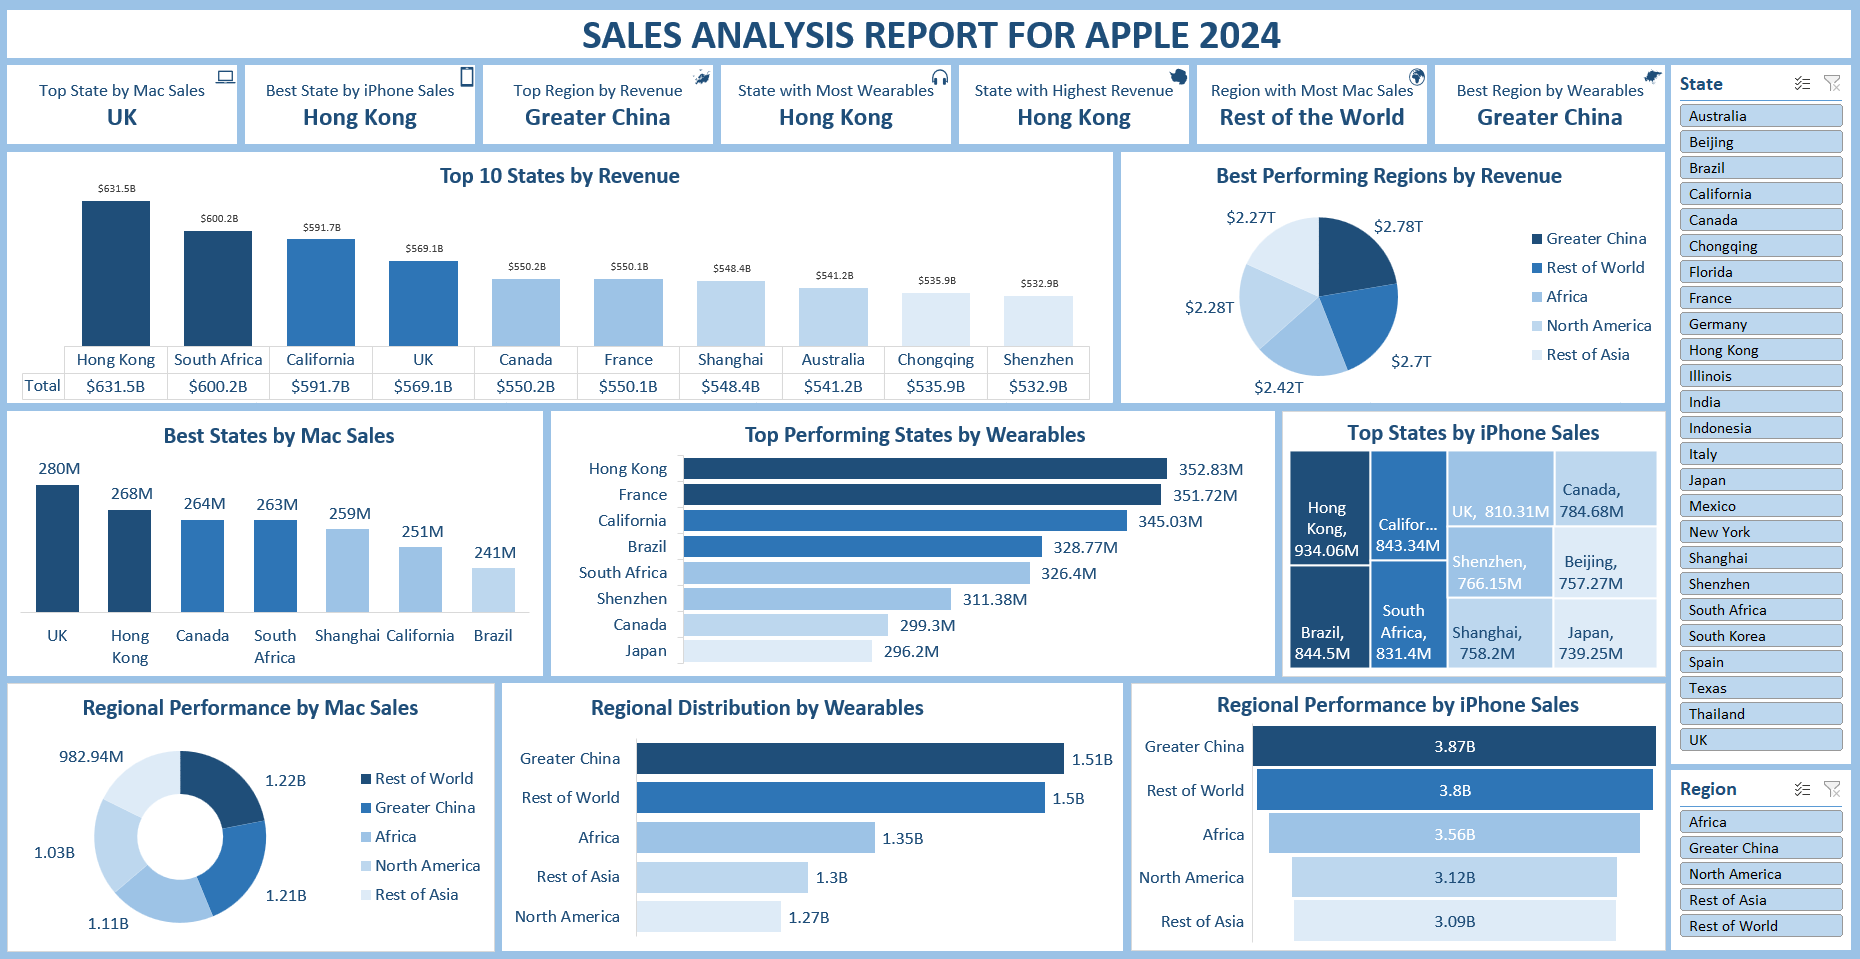 SALES ANALYSIS REPORT FOR APPLE 2024
Top State by Mac Sales
UK
Best State by iPhone Sales
Hong Kong
Top Region by Revenue
Greater China
State with Most Wearables
Hong Kong
State with Highest Revenue
Hong Kong
Region with Most Mac Sales
Rest of the World
Best Region by Wearables
Greater China
Top 10 States by Revenue
$631.5B
$600.2B
$591.7B
$569.1B
$550.2B
$550.1B
$548.4B
$541.2B
$535.9B
$532.9B
Hong Kong South Africa California UK Canada France Shanghai Australia Chongqing Shenzhen
Total $631.5B $600.2B $591.7B $569.1B $550.2B $550.1B $548.4B $541.2B $535.9B $532.9B
Best Performing Regions by Revenue
$2.27T
$2.78T
$2.28T
$2.7T
$2.42T
Greater China
Rest of World
Africa
North America
Rest of Asia
Best States by Mac Sales
280M
268M
264M
263M
259M
251M
241M
UK
Hong
Kong
Canada
South
Africa
Shanghai
California
Brazil
Top Performing States by Wearables
Hong Kong 352.83M
France 351.72M
California 345.03M
Brazil 328.77M
South Africa 326.4M
Shenzhen 311.38M
Canada 299.3M
Japan 296.2M
Top States by iPhone Sales
Hong
Kong,
934.06M
Brazil,
844.5M
Califor...
843.34M
South
Africa,
831.4M
UK, 810.31M
Shenzhen,
766.15M
Shanghai,
758.2M
Canada,
784.68M
Beijing,
757.27M
Japan,
739.25M
Regional Performance by Mac Sales
982.94M
1.22B
1.03B
1.21B
1.11B
Rest of World
Greater China
Africa
North America
Rest of Asia
Regional Distribution by Wearables
Greater China 1.51B
Rest of World 1.5B
Africa 1.35B
Rest of Asia 1.3B
North America 1.27B
Regional Performance by iPhone Sales
Greater China 3.87B
Rest of World 3.8B
Africa 3.56B
North America 3.12B
Rest of Asia 3.09B
State
Australia
Beijing
Brazil
California
Canada
Chongqing
Florida
France
Germany
Hong Kong
Illinois
India
Indonesia
Italy
Japan
Mexico
New York
Shanghai
Shenzhen
South Africa
South Korea
Spain
Texas
Thailand
UK
Region
Africa
Greater China
North America
Rest of Asia
Rest of World